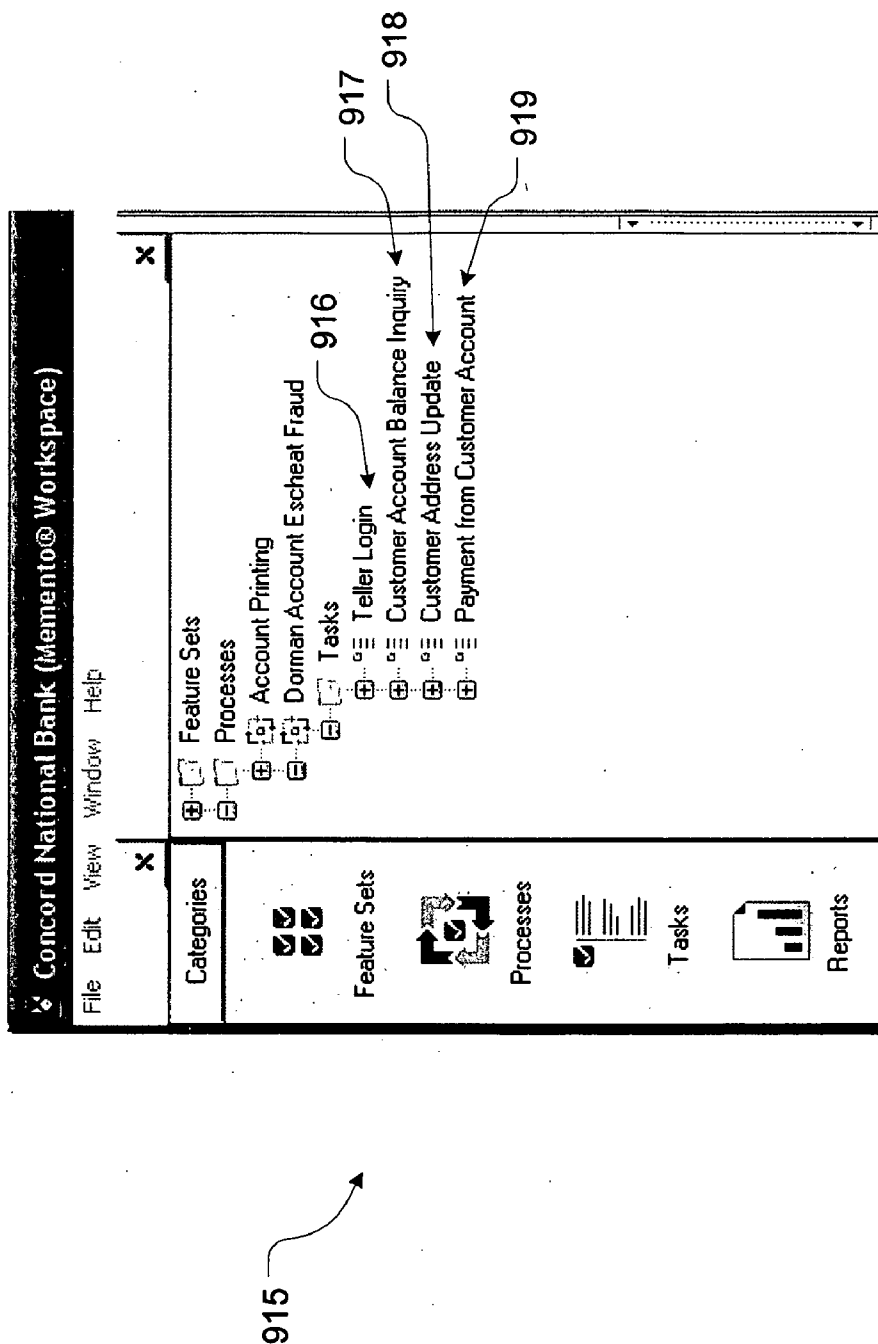 Concord National Bank (Memento® Workspace)
File Edit View Window Help
Categories
Feature Sets
Processes
Tasks
Reports
Feature Sets
Processes
Account Printing
Dorman Account Escheat Fraud
Tasks
Teller Login
Customer Account Balance Inquiry
Customer Address Update
Payment from Customer Account
915
916
917
918
919